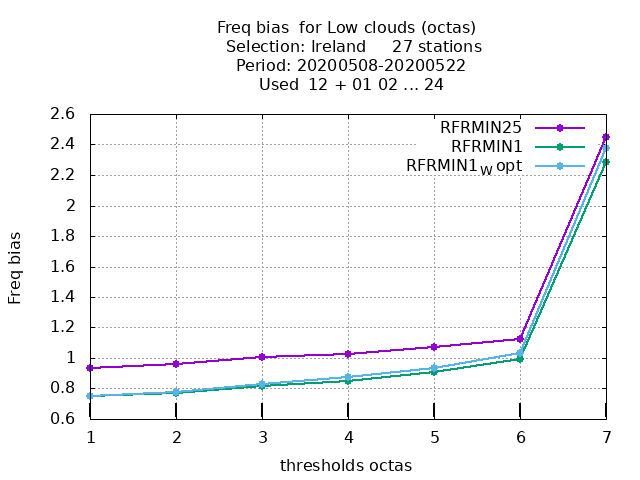 Freq bias  for Low clouds (octas)
Selection: Ireland     27 stations
Period: 20200508-20200522
Used  12 + 01 02 ... 24
2.6
2.4
2.2
2
1.8
1.6
1.4
1.2
1
0.8
0.6
Freq bias
RFRMIN25
RFRMIN1
RFRMIN1W opt
1 2 3 4 5 6 7
thresholds octas